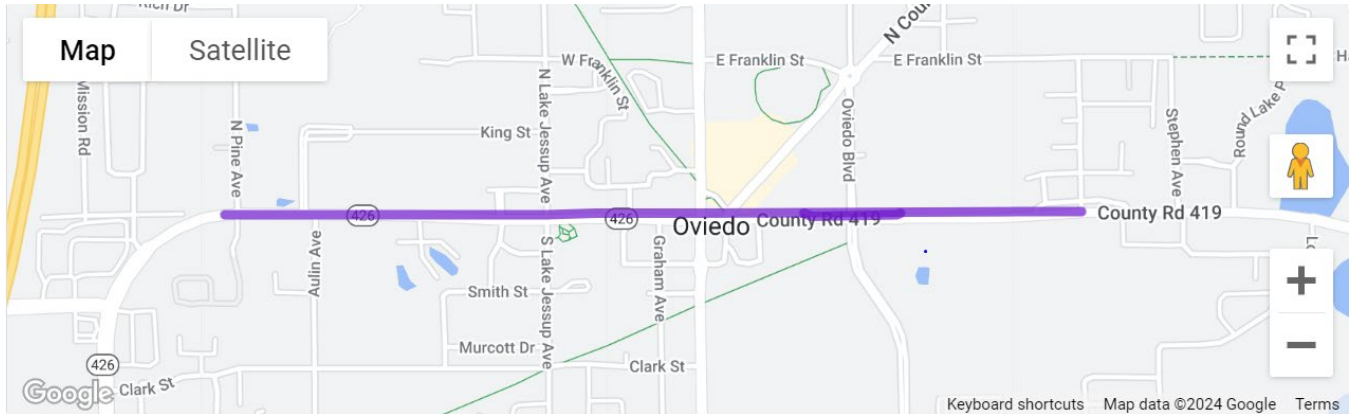 Rich Dr
Map
Satellite
Mission Rd
N Pine Ave
King St
N Lake Jessup Ave
W Franklin St
E Franklin St
N Cou
E Franklin St
Ha
Oviedo Blvd
Stephen Ave
Round Lake P
426
426
Oviedo
County Rd 419
County Rd 419
Aulin Ave
S Lake Jessup Ave
Graham Ave
Lo
Smith St
Murcott Dr
426
Clark St
Clark St
Google
Keyboard shortcuts
Map data ©2024 Google
Terms